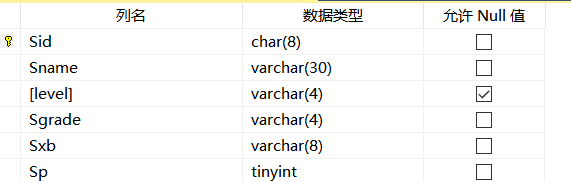 列名 数据类型 允许 Null 值
Sid char(8)
Sname varchar(30)
[level] varchar(4)
Sgrade varchar(4)
Sxb varchar(8)
Sp tinyint